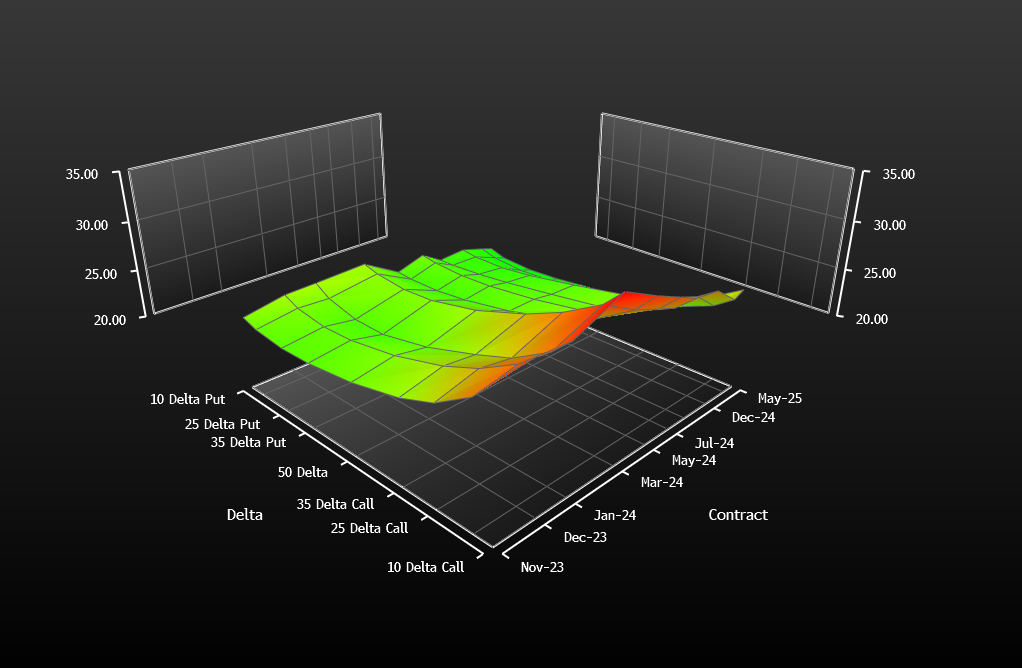 35.00
30.00
25.00
20.00
35.00
30.00
25.00
20.00
10 Delta Put
25 Delta Put
35 Delta Put
50 Delta
35 Delta Call
25 Delta Call
10 Delta Call
Delta
May-25
Dec-24
Jul-24
May-24
Mar-24
Jan-24
Dec-23
Nov-23
Contract